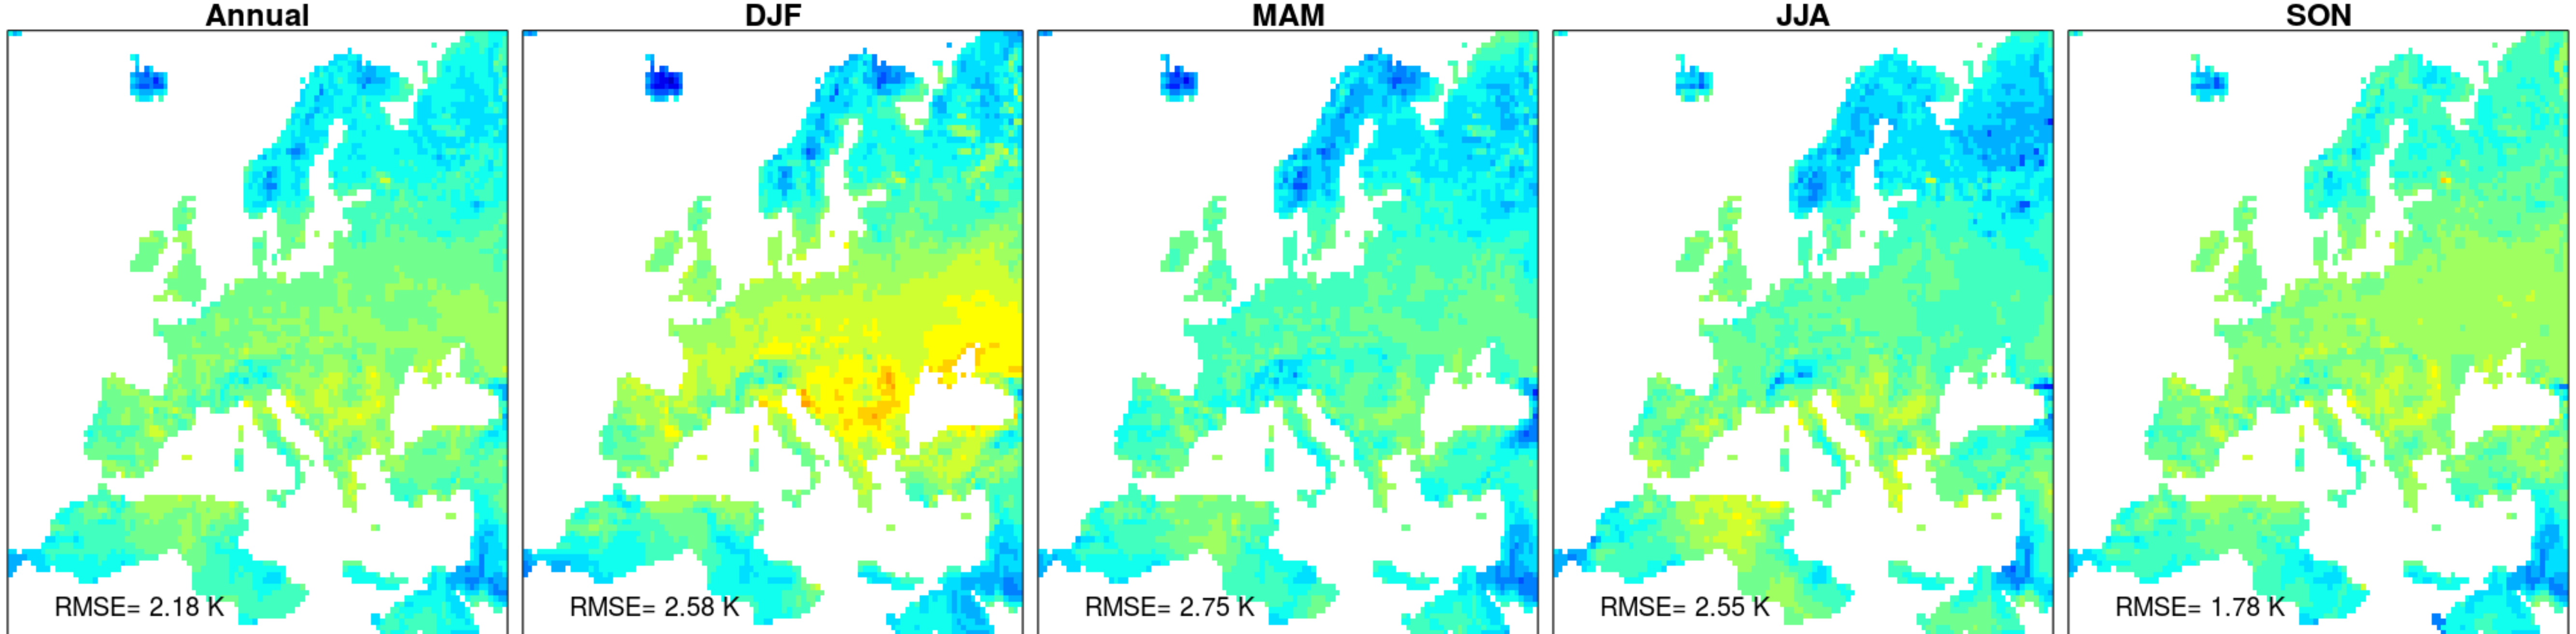 Annual DJF MAM JJA SON
RMSE= 2.18 K RMSE= 2.58 K RMSE= 2.75 K RMSE= 2.55 K RMSE= 1.78 K